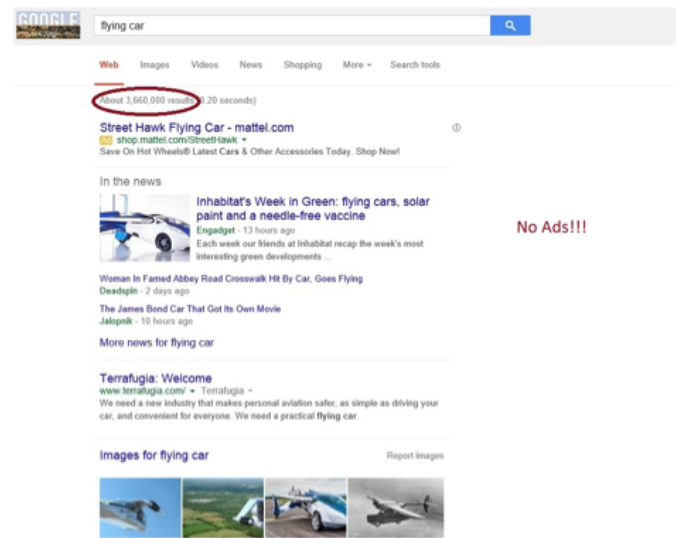 GOOGLE
flying car
Web Images Videos News Shopping More Search tools
About 3,660,000 results (0.20 seconds)
Street Hawk Flying Car - mattel.com
Ad shop.mattel.com/StreetHawk
Save On Hot Wheels® Latest Cars & Other Accessories Today. Shop Now!
In the news
Inhabitat's Week in Green: flying cars, solar
paint and a needle-free vaccine
Engadget - 13 hours ago
Each week our friends at Inhabitat recap the week's most
interesting green developments ...
No Ads!!!
Woman In Famed Abbey Road Crosswalk Hit By Car, Goes Flying
Deadspin - 2 days ago
The James Bond Car That Got Its Own Movie
Jalopnik - 10 hours ago
More news for flying car
Terrafugia: Welcome
www.terrafugia.com/ Terrafugia
We need a new industry that makes personal aviation safer, as simple as driving your
car, and convenient for everyone. We need a practical flying car.
Images for flying car Report images